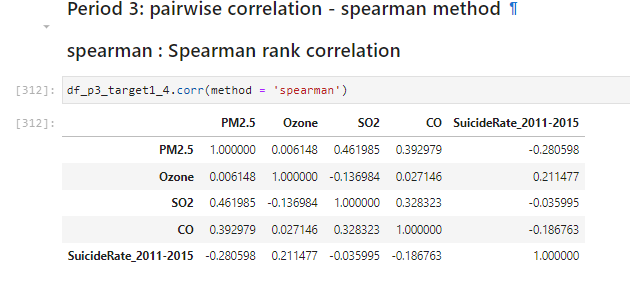 Period 3: pairwise correlation - spearman method ¶
spearman : Spearman rank correlation
[312]: df_p3_target1_4.corr(method = 'spearman')
[312]:
PM2.5 Ozone SO2 CO SuicideRate_2011-2015
PM2.5 1.000000 0.006148 0.461985 0.392979 -0.280598
Ozone 0.006148 1.000000 -0.136984 0.027146 0.211477
SO2 0.461985 -0.136984 1.000000 0.328323 -0.035995
CO 0.392979 0.027146 0.328323 1.000000 -0.186763
SuicideRate_2011-2015 -0.280598 0.211477 -0.035995 -0.186763 1.000000